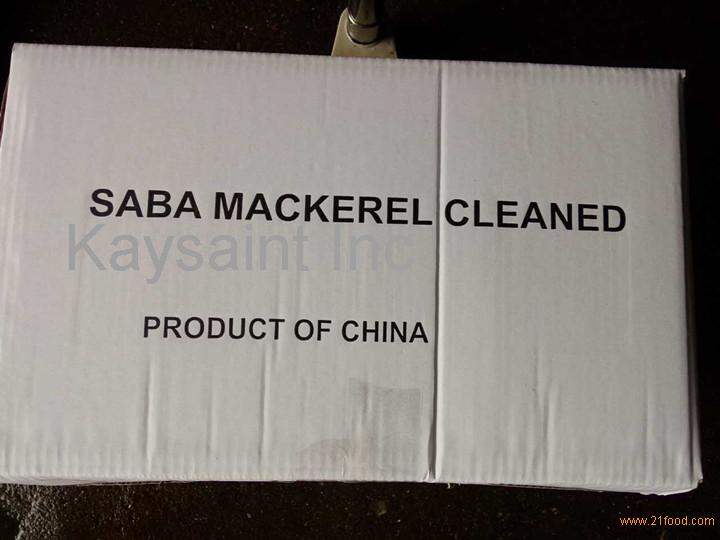 SABA MACKEREL CLEANED
Kaysaint Inc
PRODUCT OF CHINA
www.21food.com